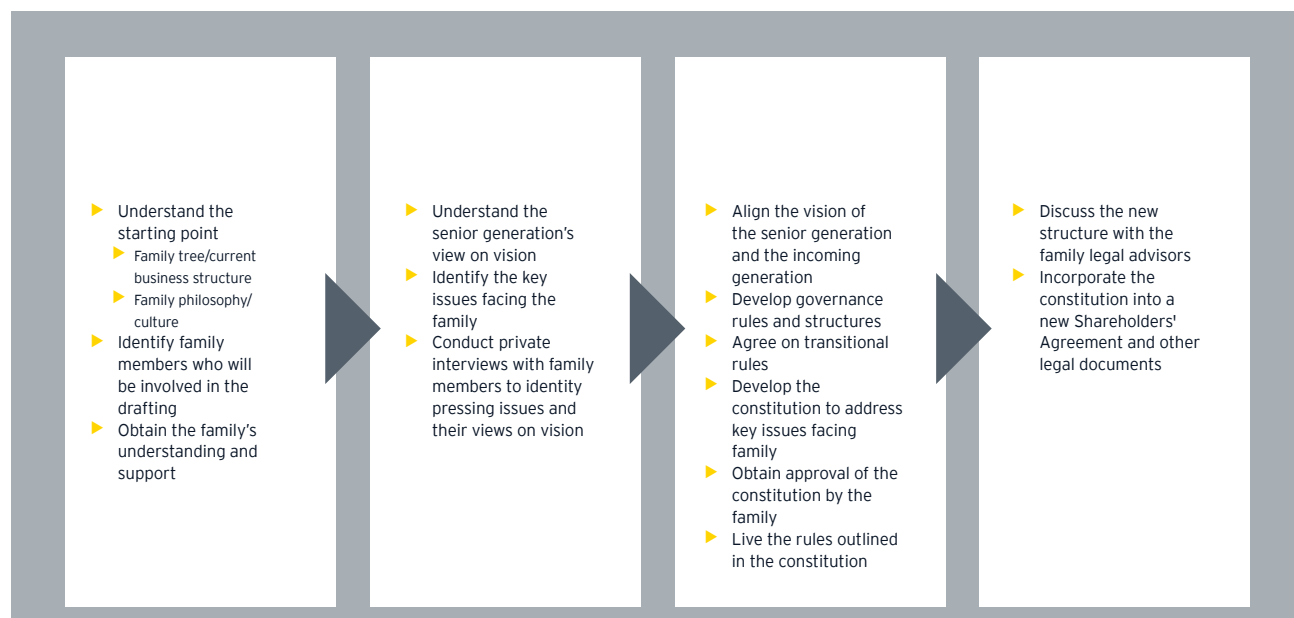 Understand the
starting point
Family tree/current
business structure
Family philosophy/
culture
Identify family
members who will
be involved in the
drafting
Obtain the family's
understanding and
support
Understand the
senior generation's
view on vision
Identify the key
issues facing the
family
Conduct private
interviews with family
members to identity
pressing issues and
their views on vision
Align the vision of
the senior generation
and the incoming
generation
Develop governance
rules and structures
Agree on transitional
rules
Develop the
constitution to address
key issues facing
family
Obtain approval of the
constitution by the
family
Live the rules outlined
in the constitution
Discuss the new
structure with the
family legal advisors
Incorporate the
constitution into a
new Shareholders'
Agreement and other
legal documents